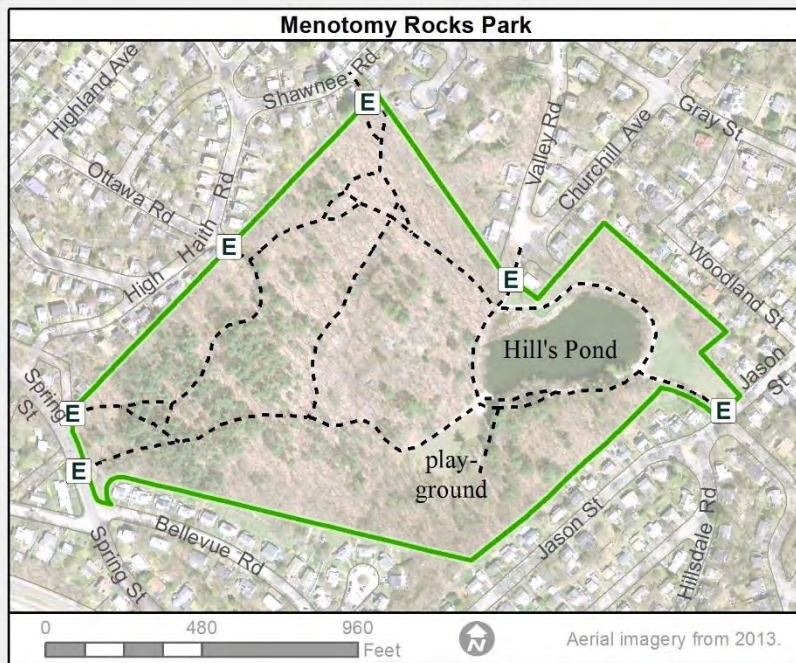 Menotomy Rocks Park
Highland Ave
Shawnee Rd
E
Gray St
Valley Rd
Churchill Ave
Ottawa Rd
High Haith Rd
E
E
Woodland St
Hill's Pond
Jason St
Spring St
E
E
E
play-
ground
Jason St
Hillsdale Rd
Bellevue Rd
Spring St
0 480 960
Feet
N
Aerial imagery from 2013.